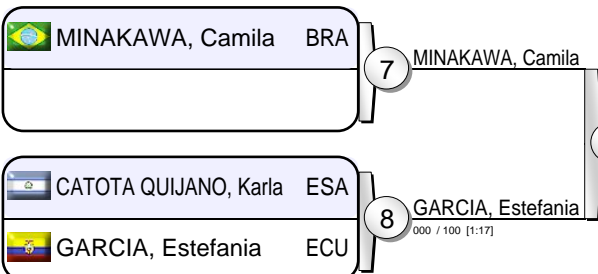 MINAKAWA, Camila BRA
7
MINAKAWA, Camila
CATOTA QUIJANO, Karla ESA
8
GARCIA, Estefania
000 / 100 [1:17]
GARCIA, Estefania ECU